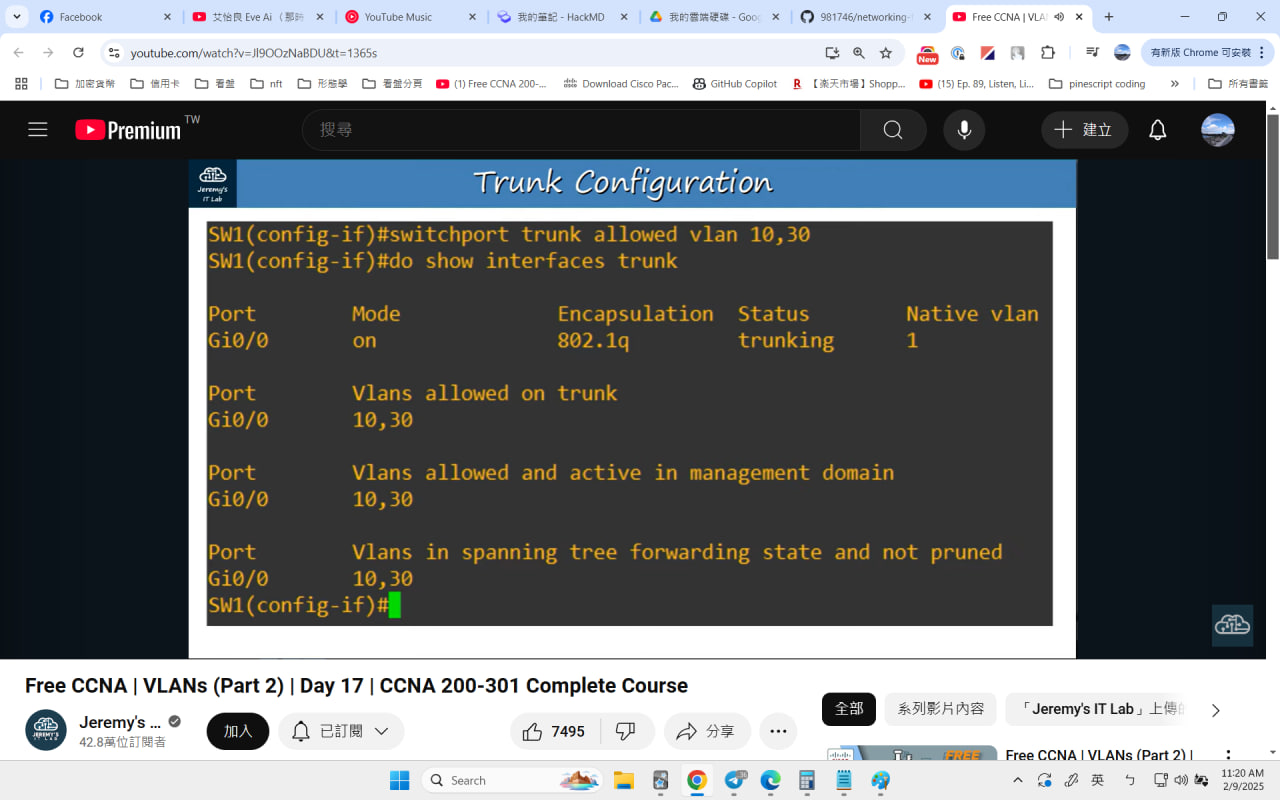 Facebook
艾怡良 Eve Ai （那時
YouTube Music
我的筆記 - HackMD
我的雲端硬碟 - Goog
981746/networking-
Free CCNA | VLA
youtube.com/watch?v=Jl9OOzNaBDU&t=1365s
New
有新版 Chrome 可安裝
加密貨幣
信用卡
看盤
nft
形態學
看盤分頁
(1) Free CCNA 200-...
Download Cisco Pac...
GitHub Copilot
R 【楽天市場】Shopp...
(15) Ep. 89, Listen, Li...
pinescript coding
»
所有書籤
Premium TW
搜尋
建立
Jeremy's
IT Lab
Trunk Configuration
SW1(config-if)#switchport trunk allowed vlan 10,30
SW1(config-if)#do show interfaces trunk
Port Mode Encapsulation Status Native vlan
Gi0/0 on 802.1q trunking 1
Port Vlans allowed on trunk
Gi0/0 10,30
Port Vlans allowed and active in management domain
Gi0/0 10,30
Port Vlans in spanning tree forwarding state and not pruned
Gi0/0 10,30
SW1(config-if)#
Free CCNA | VLANs (Part 2) | Day 17 | CCNA 200-301 Complete Course
Jeremy's ...
42.8萬位訂閱者
加入
已訂閱
7495
分享
全部
系列影片內容
「Jeremy's IT Lab」上傳的
FREE
Free CCNA | VLANs (Part 2) |
Search
英
11:20 AM
2/9/2025